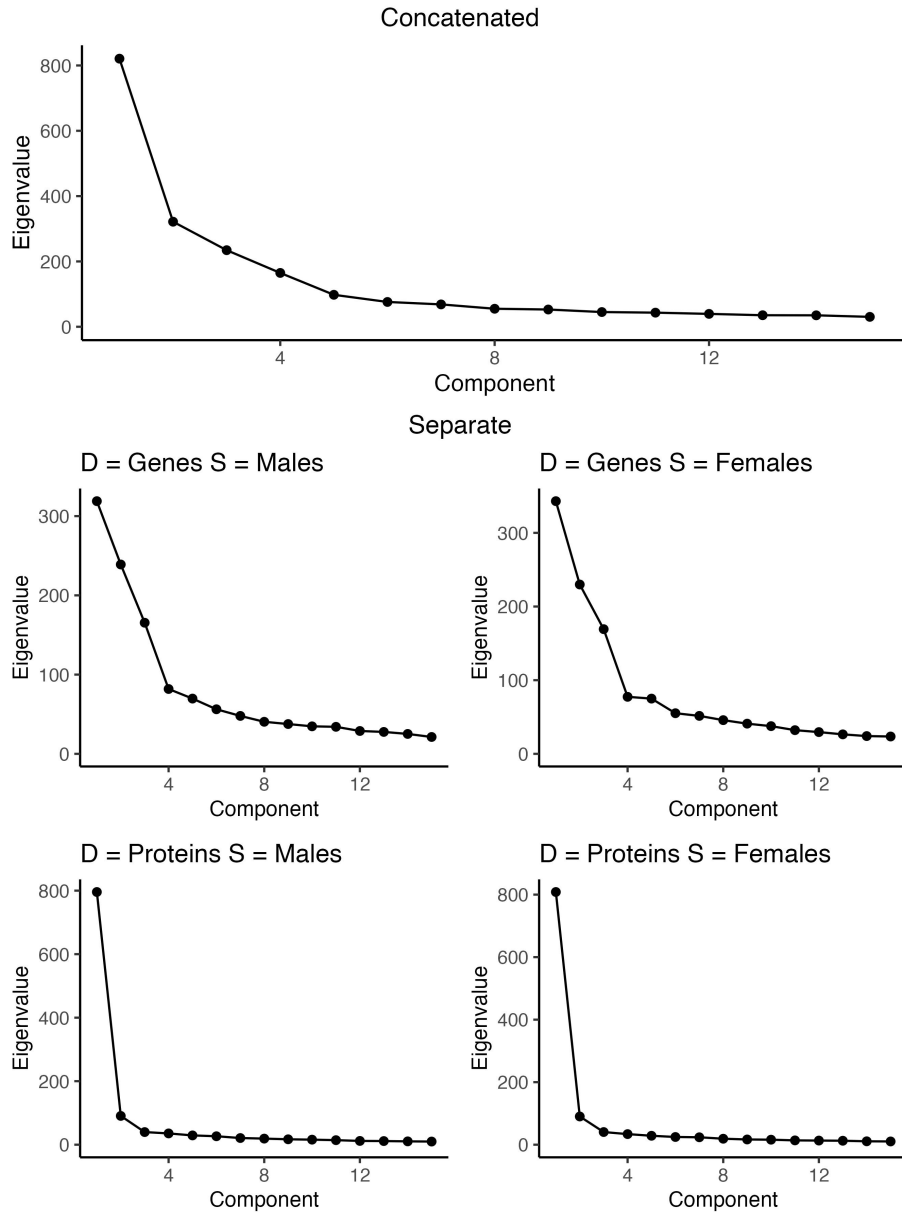 Concatenated
800
600
400
200
0
Eigenvalue
4 8 12
Component
Separate
D = Genes S = Males
300
200
100
0
Eigenvalue
4 8 12
Component
D = Genes S = Females
300
200
100
0
Eigenvalue
4 8 12
Component
D = Proteins S = Males
800
600
400
200
0
Eigenvalue
4 8 12
Component
D = Proteins S = Females
800
600
400
200
0
Eigenvalue
4 8 12
Component